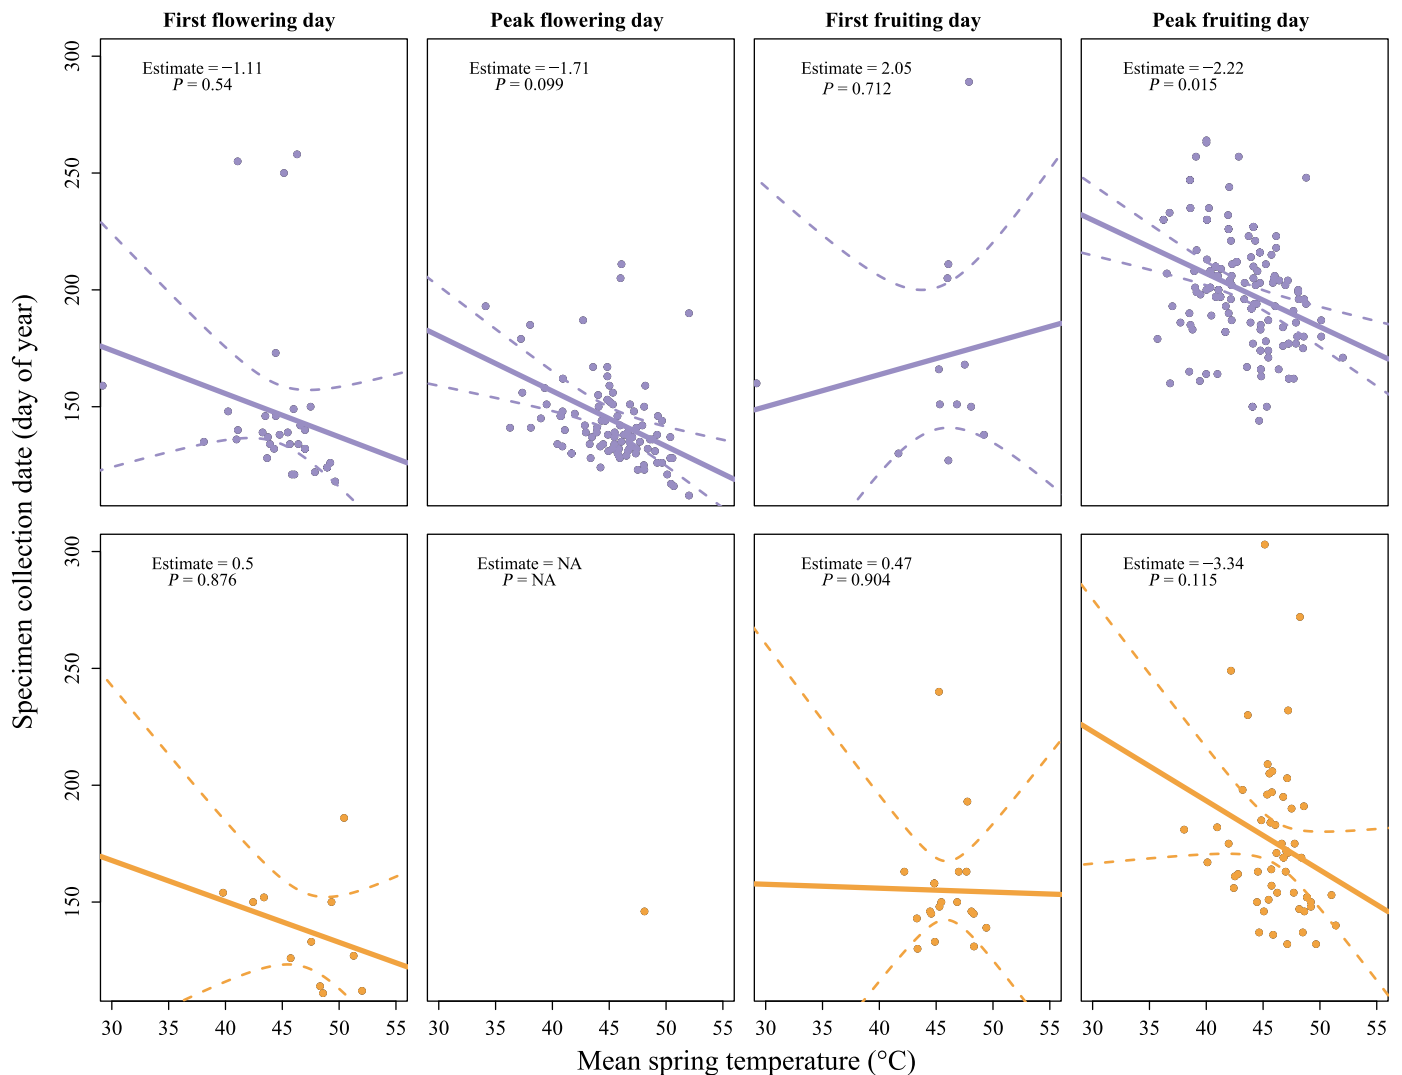 First flowering day
Peak flowering day
First fruiting day
Peak fruiting day
Estimate = −1.11
P = 0.54
Estimate = −1.71
P = 0.099
Estimate = 2.05
P = 0.712
Estimate = −2.22
P = 0.015
300
250
200
150
Specimen collection date (day of year)
Estimate = 0.5
P = 0.876
Estimate = NA
P = NA
Estimate = 0.47
P = 0.904
Estimate = −3.34
P = 0.115
300
250
200
150
30 35 40 45 50 55
30 35 40 45 50 55
30 35 40 45 50 55
30 35 40 45 50 55
Mean spring temperature (°C)